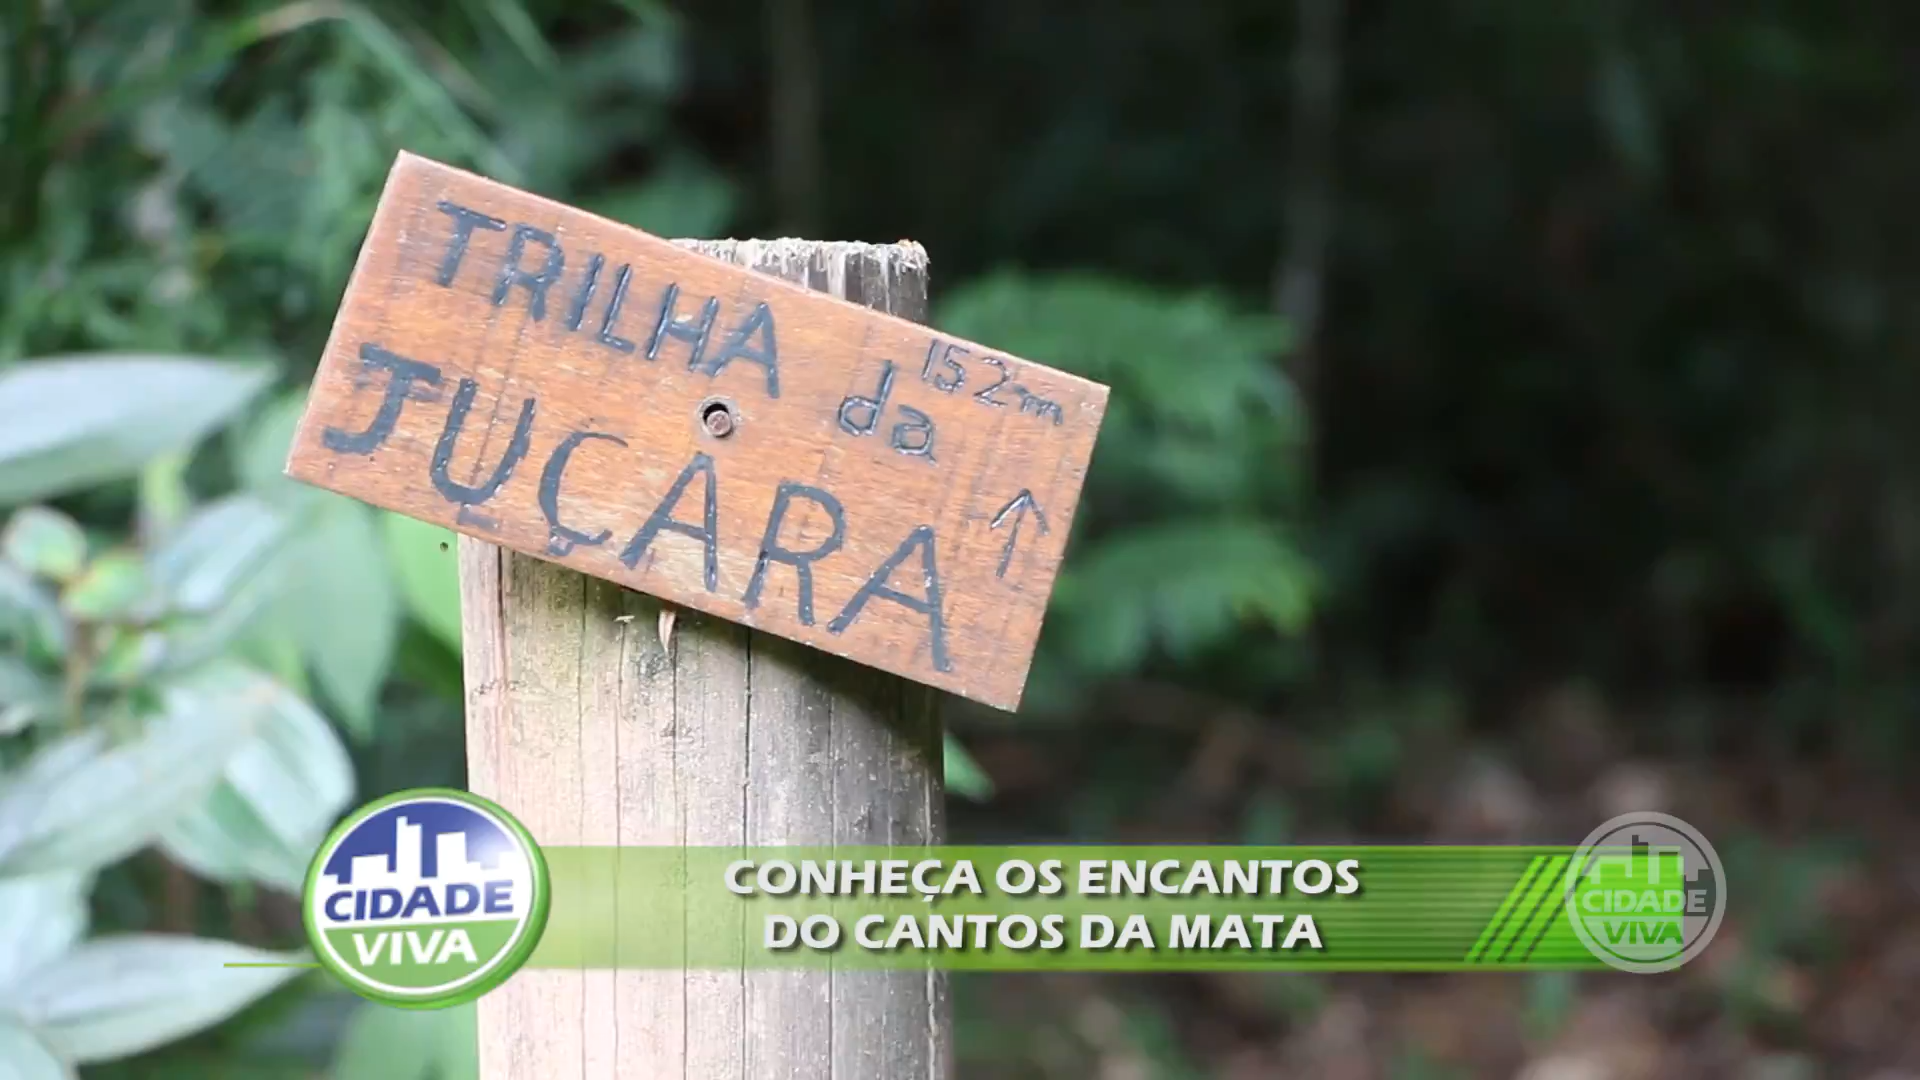 TRILHA da
152m
JUÇARA ↑
CIDADE
VIVA
CONHEÇA OS ENCANTOS
DO CANTOS DA MATA
CIDADE
VIVA